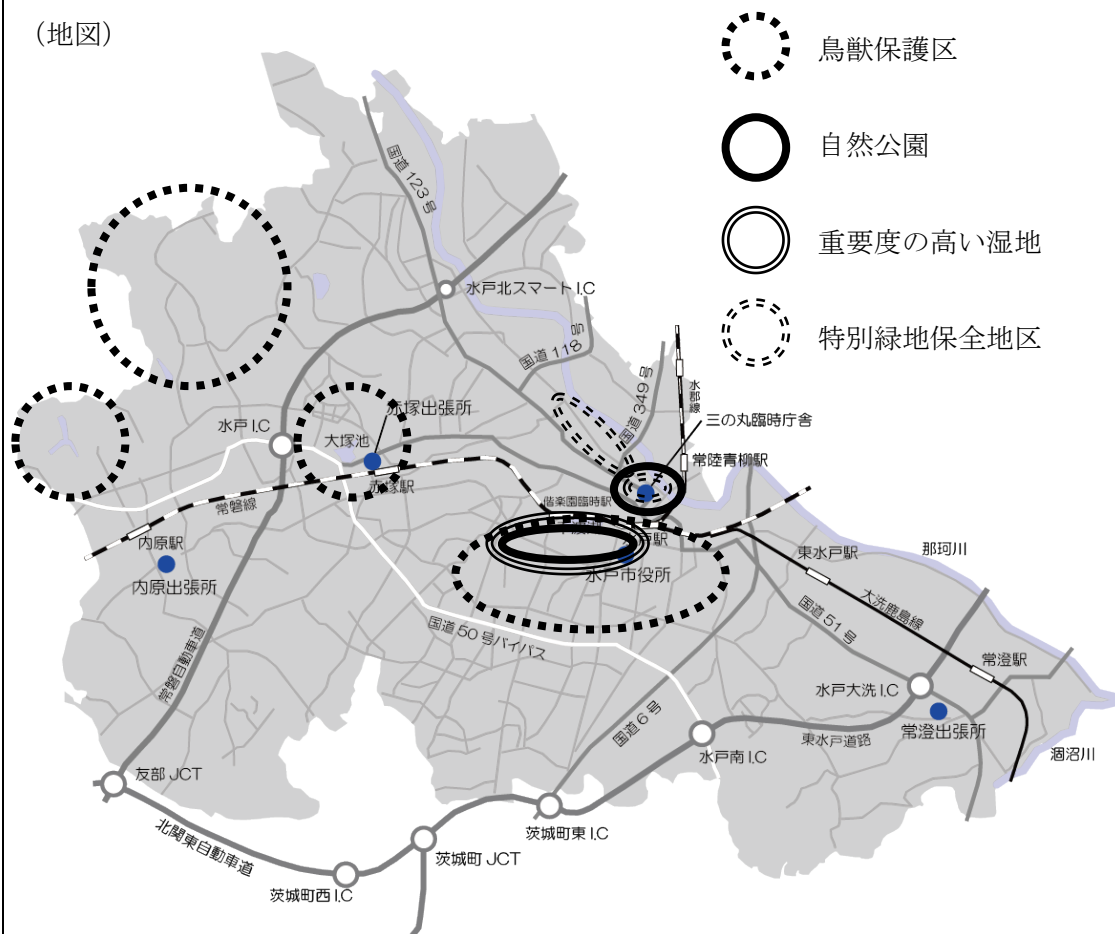 (地図)
鳥獣保護区
自然公園
重要度の高い湿地
特別緑地保全地区
国道123号
水戸北スマートI.C
国道118号
国道349号
水郡線
三の丸臨時庁舎
赤塚出張所
水戸I.C
大塚池
常陸青柳駅
赤塚駅
常磐線
偕楽園臨時駅
水戸駅
内原駅
内原出張所
水戸市役所
東水戸駅
那珂川
大洗鹿島線
国道51号
国道50号バイパス
常磐自動車道
常澄駅
水戸大洗I.C
国道6号
常澄出張所
東水戸道路
水戸南I.C
涸沼川
友部JCT
茨城町東I.C
北関東自動車道
茨城町JCT
茨城町西I.C